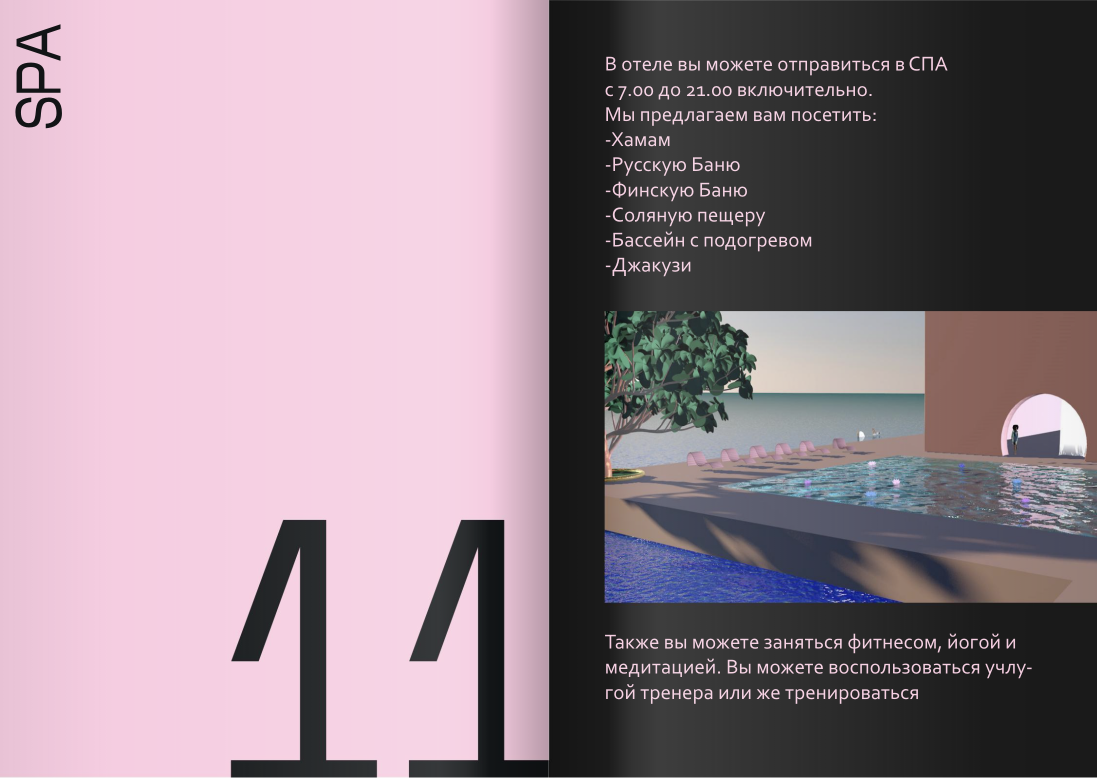 SPA
11
В отеле вы можете отправиться в СПА
с 7.00 до 21.00 включительно.
Мы предлагаем вам посетить:
-Хамам
-Русскую Баню
-Финскую Баню
-Соляную пещеру
-Бассейн с подогревом
-Джакузи
Также вы можете заняться фитнесом, йогой и
медитацией. Вы можете воспользоваться учлу-
гой тренера или же тренироваться